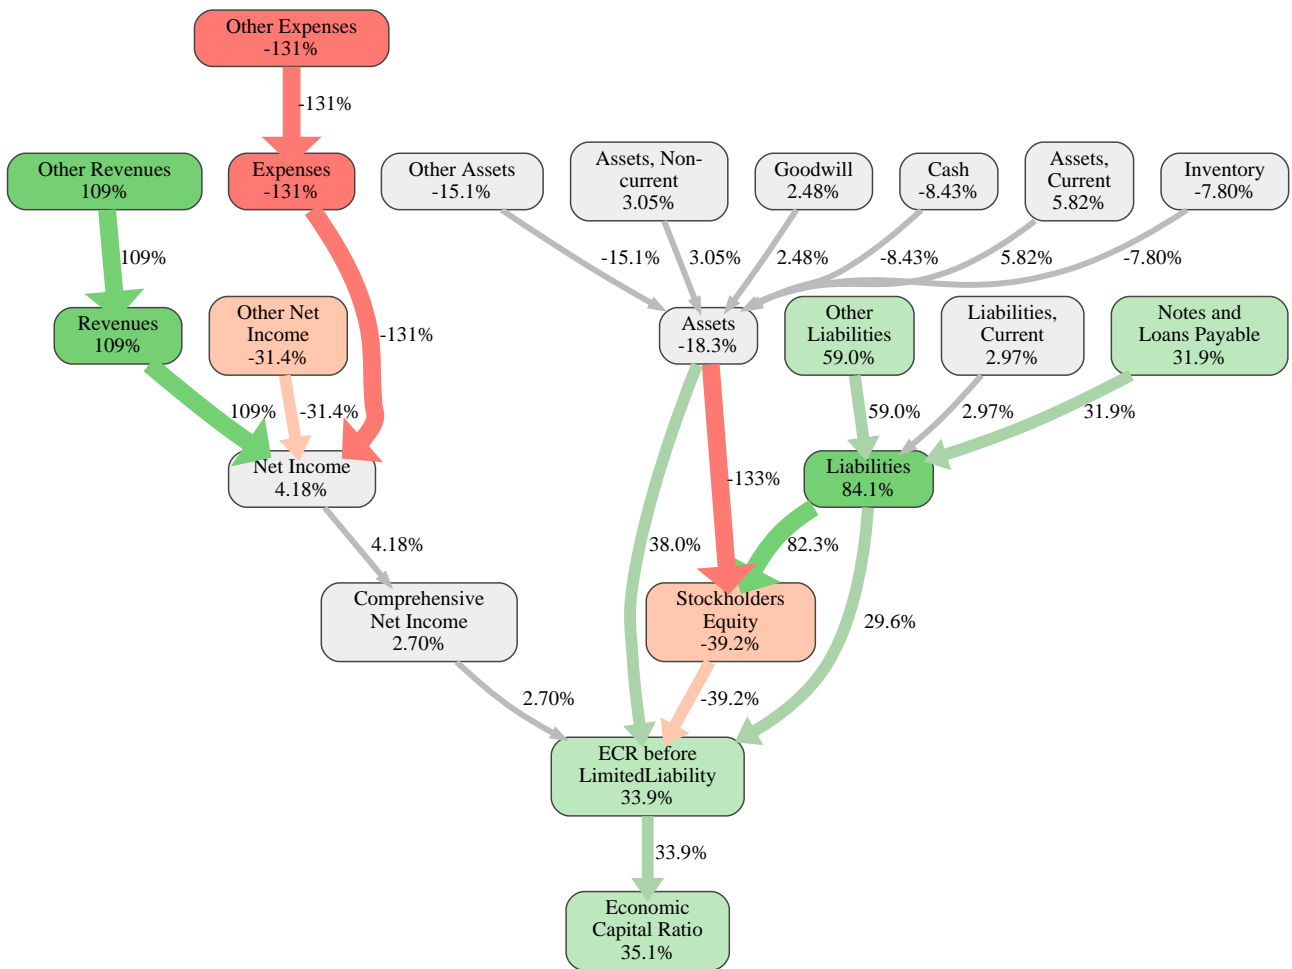 Other Expenses
-131%
-131%
Other Revenues
109%
Expenses
-131%
Other Assets
-15.1%
Assets, Non-
current
3.05%
Goodwill
2.48%
Cash
-8.43%
Assets,
Current
5.82%
Inventory
-7.80%
109%
-15.1%
3.05%
2.48%
-8.43%
5.82%
-7.80%
Revenues
109%
Other Net
Income
-31.4%
-131%
Assets
-18.3%
Other
Liabilities
59.0%
Liabilities,
Current
2.97%
Notes and
Loans Payable
31.9%
109%
-31.4%
59.0%
2.97%
31.9%
Net Income
4.18%
-133%
Liabilities
84.1%
4.18%
38.0%
82.3%
Comprehensive
Net Income
2.70%
Stockholders
Equity
-39.2%
29.6%
2.70%
-39.2%
ECR before
LimitedLiability
33.9%
33.9%
Economic
Capital Ratio
35.1%